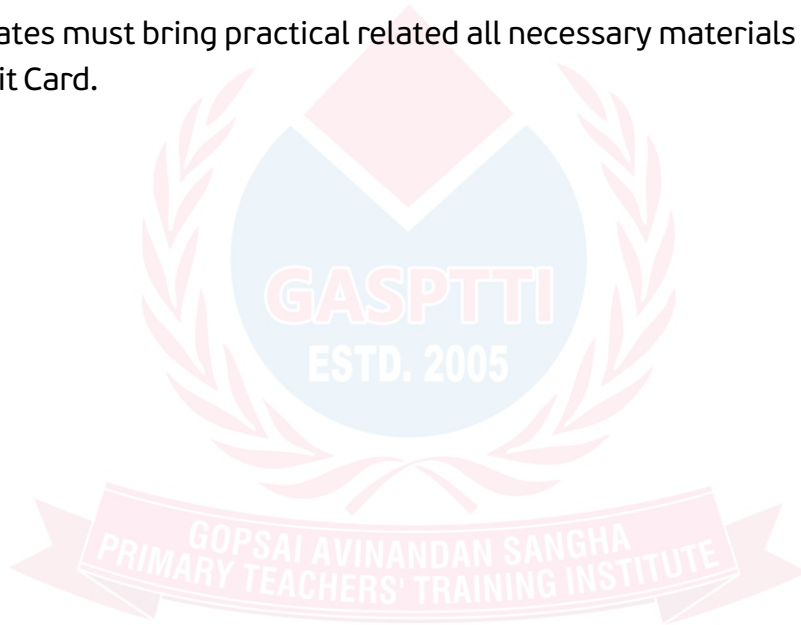 ates must bring practical related all necessary materials
it Card.
GASPTTI
ESTD. 2005
GOPSAI AVINANDAN SANGHA
PRIMARY TEACHERS' TRAINING INSTITUTE